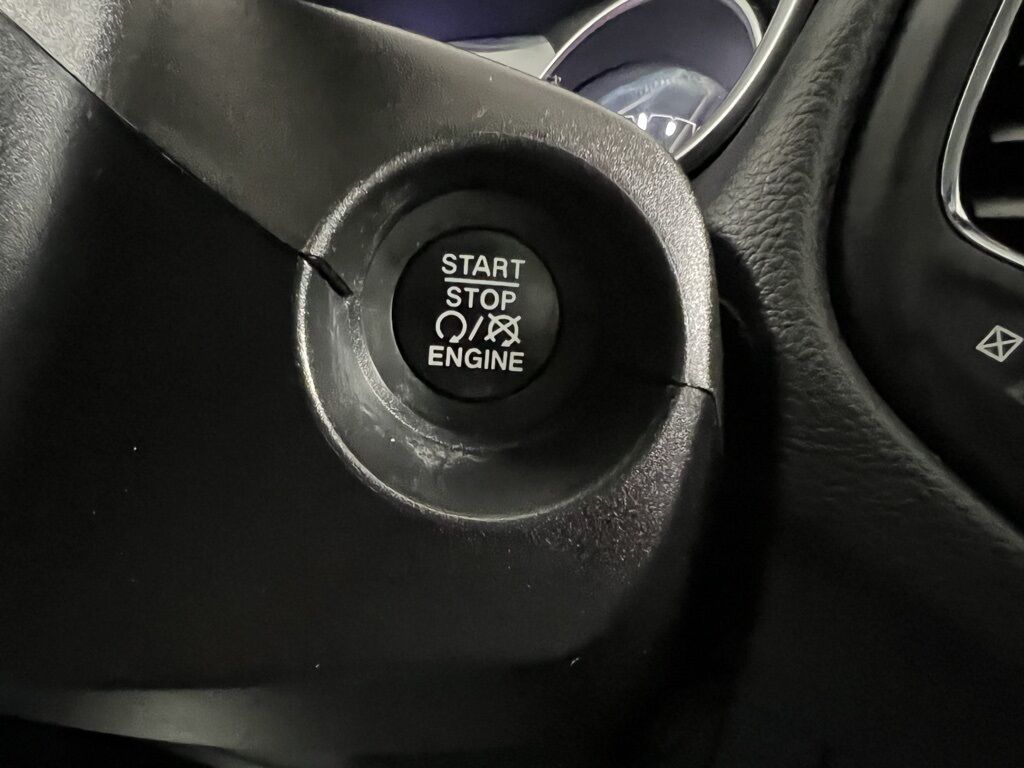 START
STOP
/
ENGINE